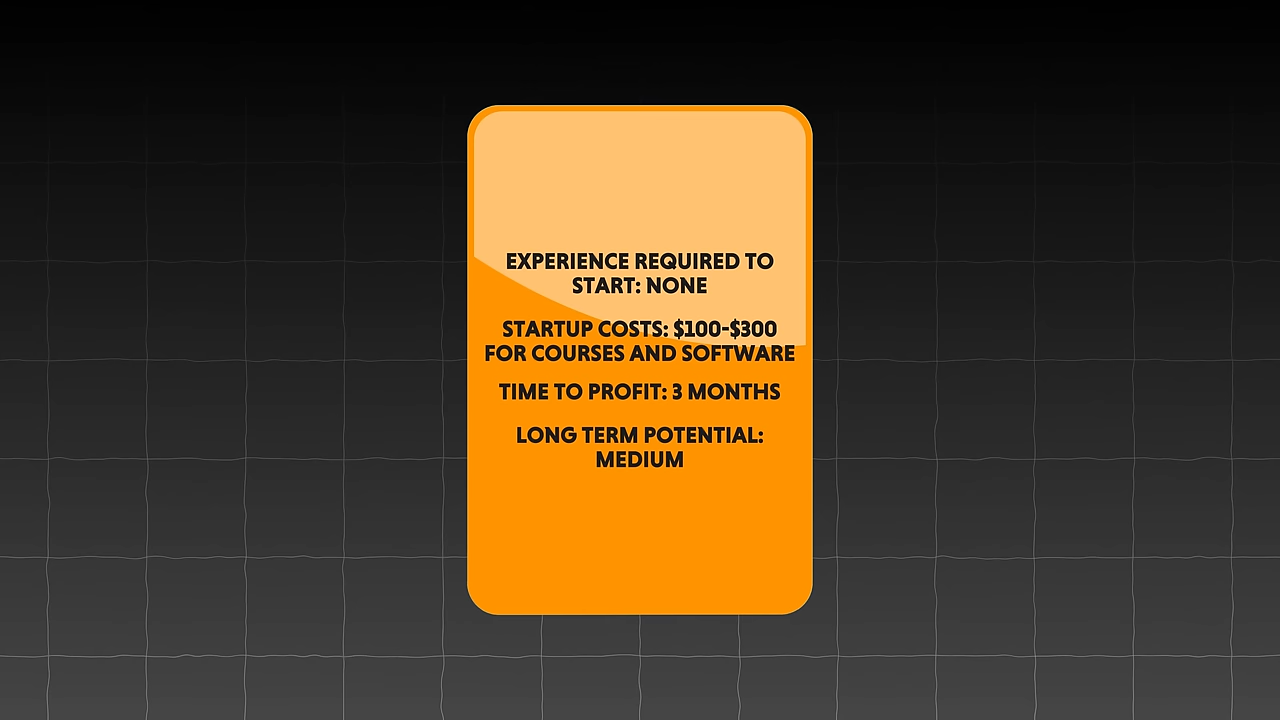 EXPERIENCE REQUIRED TO
START: NONE
STARTUP COSTS: $100-$300
FOR COURSES AND SOFTWARE
TIME TO PROFIT: 3 MONTHS
LONG TERM POTENTIAL:
MEDIUM